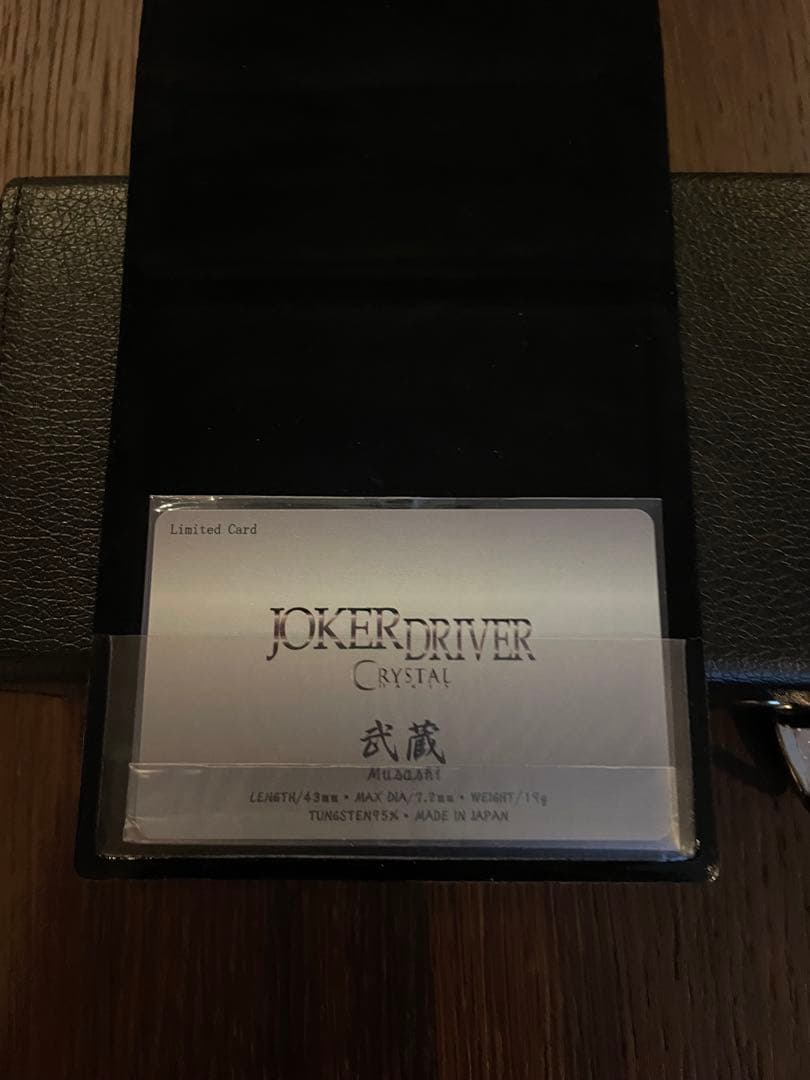 Limited Card
JOKER DRIVER
CRYSTAL
DARTS
武蔵
Musashi
LENGTH/43mm • MAX DIA/7.2mm • WEIGHT/19g
TUNGSTEN95% • MADE IN JAPAN